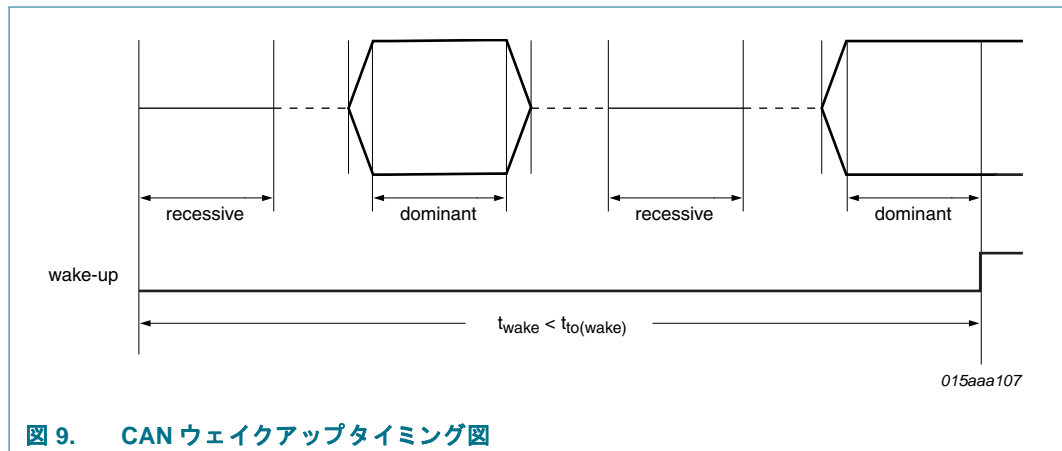 recessive dominant recessive dominant
wake-up
twake < tto(wake)
015aaa107
図 9. CAN ウェイクアップタイミング図